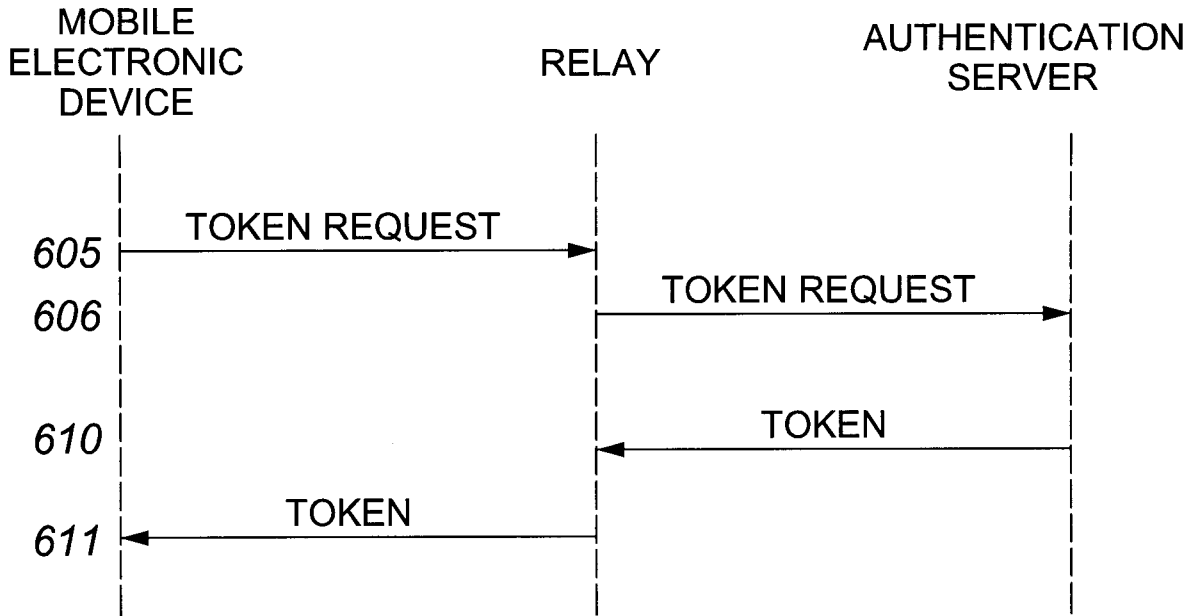 MOBILE
ELECTRONIC
DEVICE
RELAY
AUTHENTICATION
SERVER
605
TOKEN REQUEST
606
TOKEN REQUEST
610
TOKEN
611
TOKEN